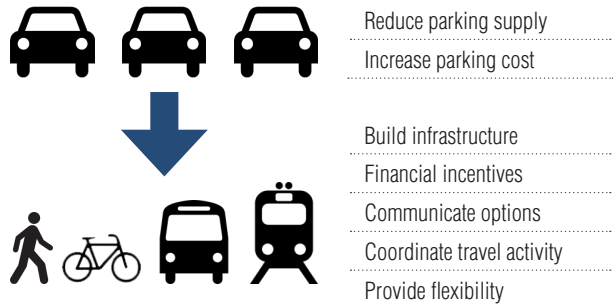 Reduce parking supply
Increase parking cost
Build infrastructure
Financial incentives
Communicate options
Coordinate travel activity
Provide flexibility